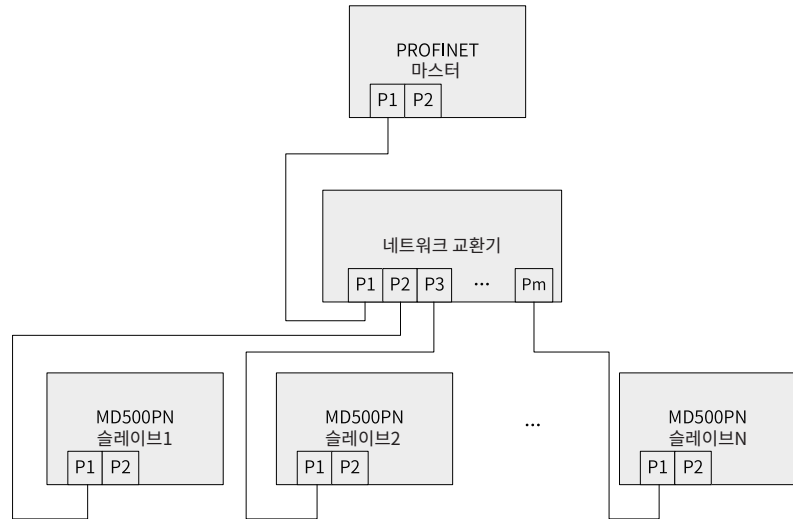 PROFINET
마스터
P1 P2
네트워크 교환기
P1 P2 P3 ... Pm
MD500PN
슬레이브1
P1 P2
MD500PN
슬레이브2
P1 P2
...
MD500PN
슬레이브N
P1 P2